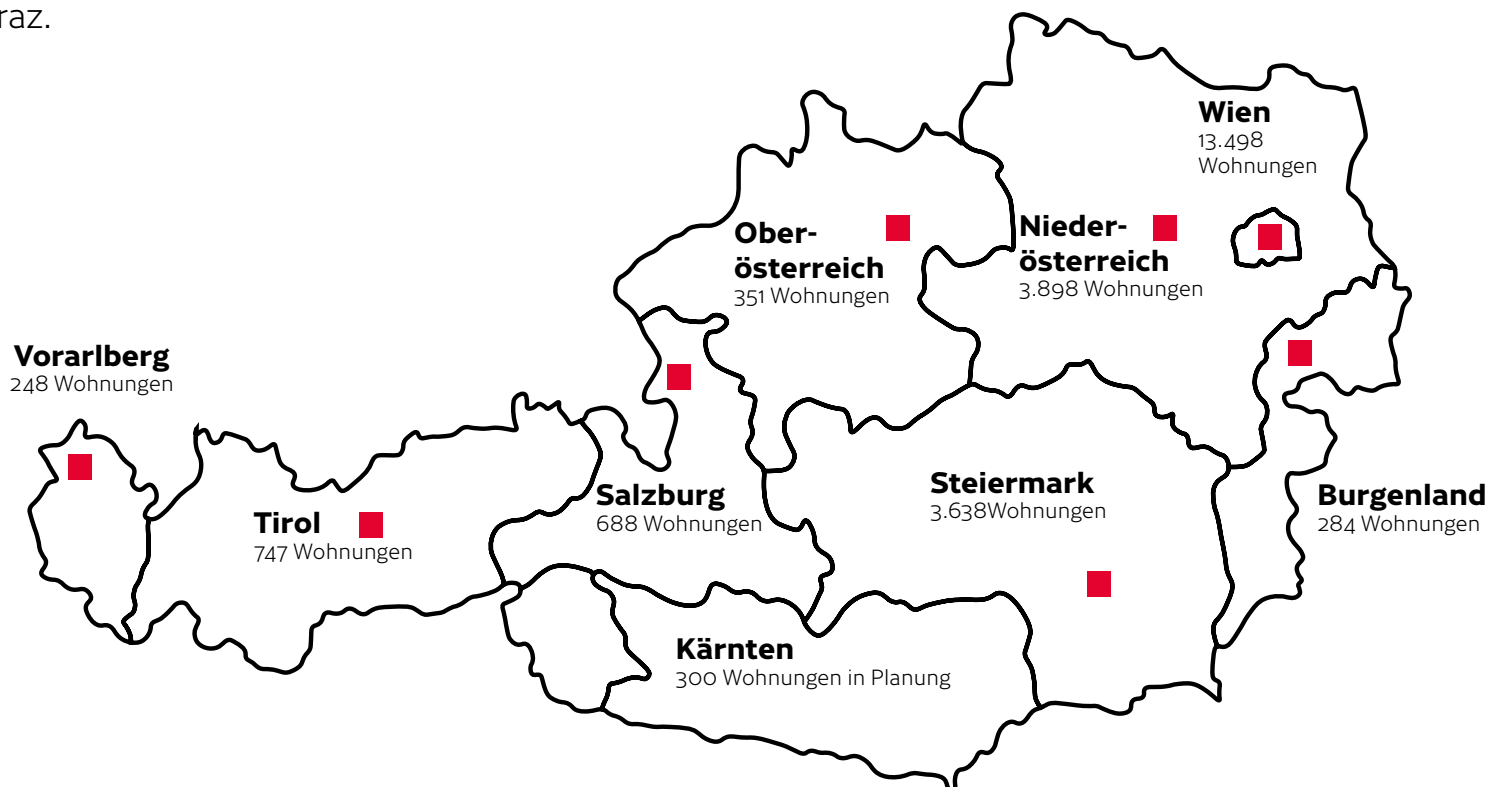 raz.
Wien
13.498
Wohnungen
Ober-
österreich
351 Wohnungen
Nieder-
österreich
3.898 Wohnungen
Vorarlberg
248 Wohnungen
Tirol
747 Wohnungen
Salzburg
688 Wohnungen
Steiermark
3.638Wohnungen
Burgenland
284 Wohnungen
Kärnten
300 Wohnungen in Planung